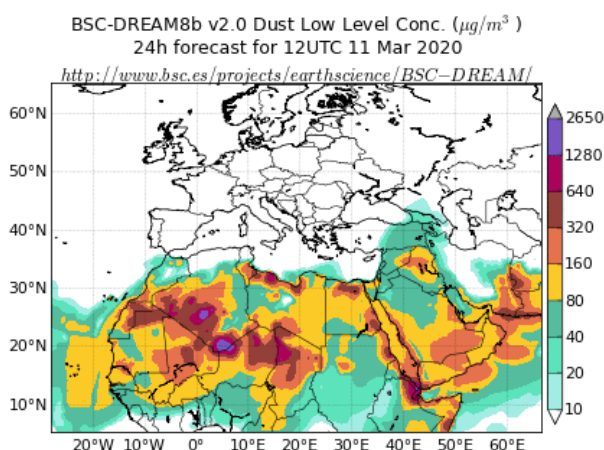 BSC-DREAM8b v2.0 Dust Low Level Conc. (μg/m³ )
24h forecast for 12UTC 11 Mar 2020
http://www.bsc.es/projects/earthscience/BSC−DREAM/
60°N
50°N
40°N
30°N
20°N
10°N
20°W 10°W 0° 10°E 20°E 30°E 40°E 50°E 60°E
2650
1280
640
320
160
80
40
20
10